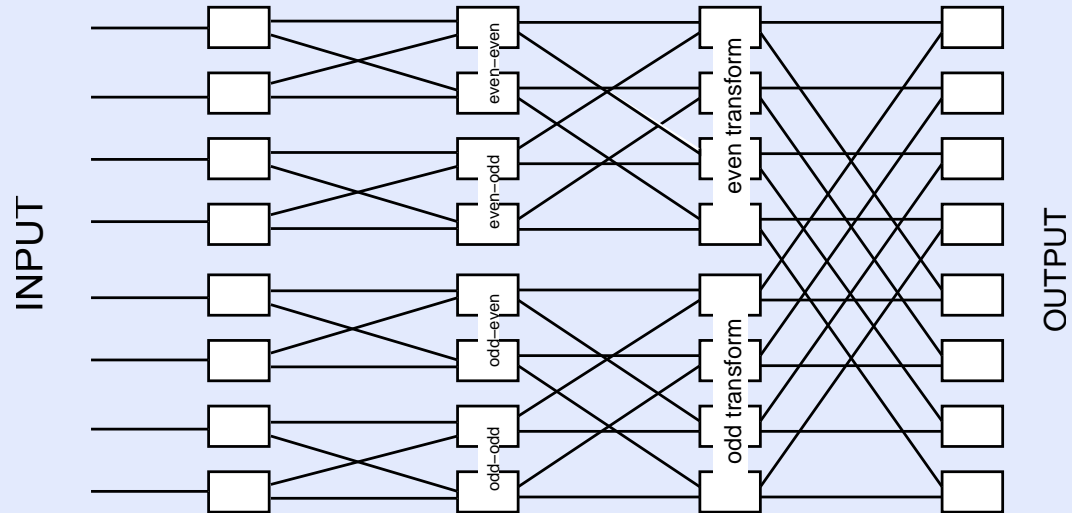 INPUT
even−even
even−odd
odd−even
odd−odd
even transform
odd transform
OUTPUT